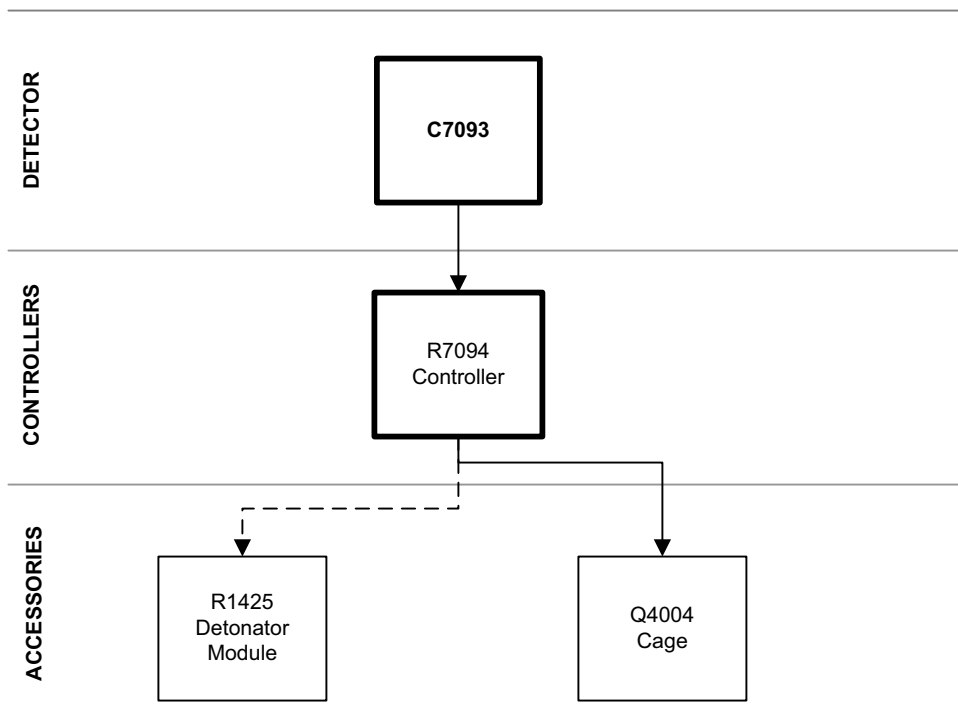 DETECTOR
C7093
CONTROLLERS
R7094
Controller
ACCESSORIES
R1425
Detonator
Module
Q4004
Cage